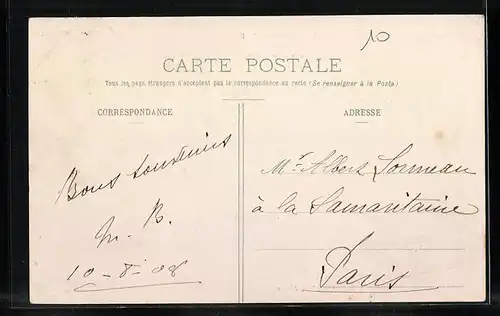 10
CARTE POSTALE
Tous les pays étrangers n'acceptent pas la correspondance au recto (Se renseigner à la Poste)
CORRESPONDANCE
ADRESSE
Bons souvenirs
M. B.
10-8-08
Mr Albert Lormeau
à la Samaritaine
Paris